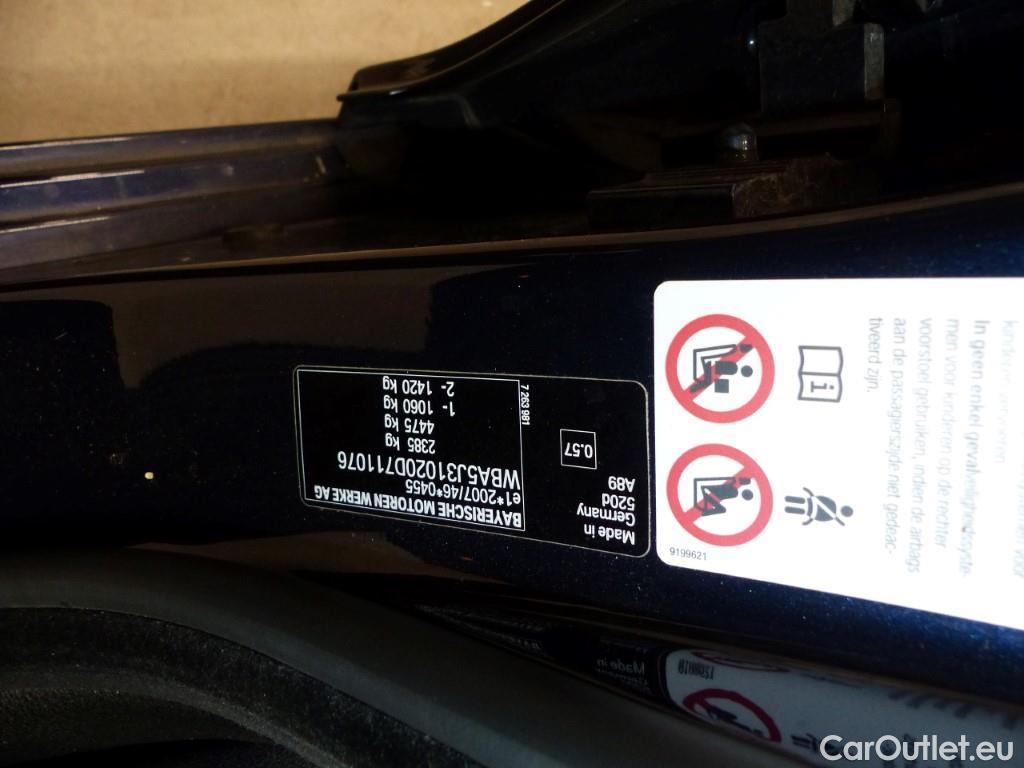 BAYERISCHE MOTOREN WERKE AG
e1*2007/46*0455
WBA5J31020D711076
2385 kg
4475 kg
1- 1060 kg
2- 1420 kg
7 263 981
Made in
Germany
520d
A89
0.57
In geen enkel geval veiligheidssyste-
men voor kinderen op de rechter
voorstoel gebruiken, indien de airbags
aan de passagierszijde niet gedeac-
tiveerd zijn.
9199621
Made in
CarOutlet.eu